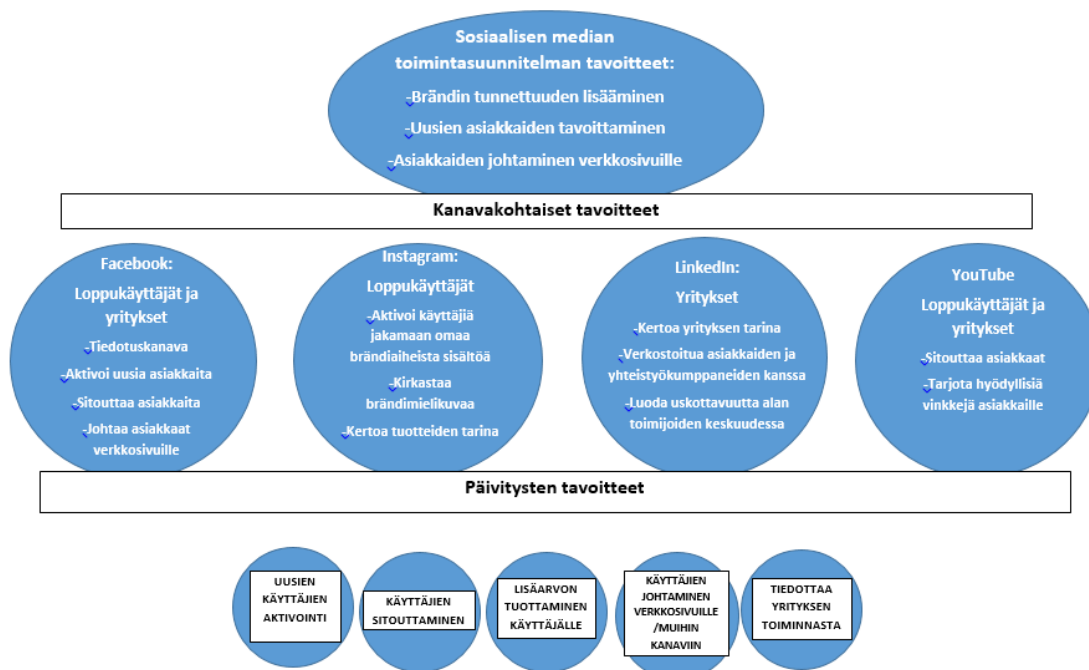 Sosiaalisen median
toimintasuunnitelman tavoitteet:
-Brändin tunnettuuden lisääminen
-Uusien asiakkaiden tavoittaminen
-Asiakkaiden johtaminen verkkosivuille
Kanavakohtaiset tavoitteet
Facebook:
Loppukäyttäjät ja
yritykset
-Tiedotuskanava
-Aktivoi uusia asiakkaita
-Sitouttaa asiakkaita
-Johtaa asiakkaat
verkkosivuille
Instagram:
Loppukäyttäjät
-Aktivoi käyttäjiä
jakamaan omaa
brändiaiheista sisältöä
-Kirkastaa
brändimielikuvaa
-Kertoa tuotteiden tarina
LinkedIn:
Yritykset
-Kertoa yrityksen tarina
-Verkostoitua asiakkaiden ja
yhteistyökumppaneiden kanssa
-Luoda uskottavuutta alan
toimijoiden keskuudessa
YouTube
Loppukäyttäjät ja
yritykset
-Sitouttaa asiakkaat
-Tarjota hyödyllisiä
vinkkejä asiakkaille
Päivitysten tavoitteet
UUSIEN
KÄYTTÄJIEN
AKTIVOINTI
KÄYTTÄJIEN
SITOUTTAMINEN
LISÄARVON
TUOTTAMINEN
KÄYTTÄJÄLLE
KÄYTTÄJIEN
JOHTAMINEN
VERKKOSIVUILLE
/MUIHIN
KANAVIIN
TIEDOTTAA
YRITYKSEN
TOIMINNASTA